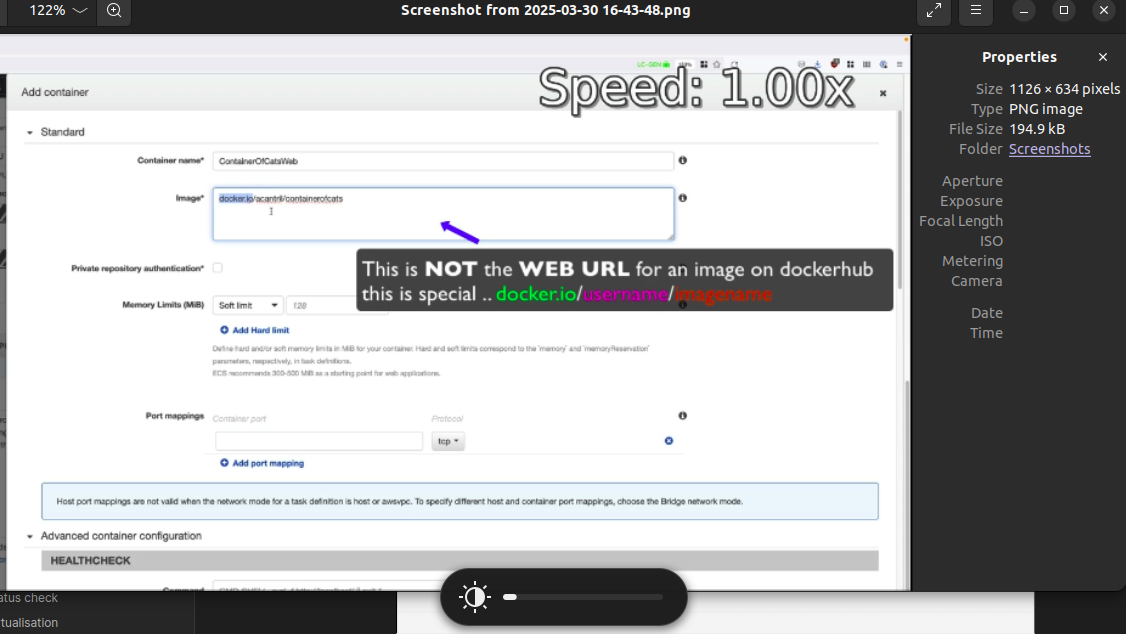 122%
Screenshot from 2025-03-30 16-43-48.png
Properties
Size 1126 × 634 pixels
Type PNG image
File Size 194.9 kB
Folder Screenshots
Aperture
Exposure
Focal Length
ISO
Metering
Camera
Date
Time
Add container
Speed: 1.00x
Standard
Container name*
ContainerOfCatsWeb
Image*
docker.io/acantril/containerofcats
This is NOT the WEB URL for an image on dockerhub
this is special .. docker.io/username/imagename
Private repository authentication*
Memory Limits (MiB)
Soft limit
128
Add Hard limit
Define hard and/or soft memory limits in MiB for your container. Hard and soft limits correspond to the `memory` and `memoryReservation`
parameters, respectively, in task definitions.
ECS recommends 300-500 MiB as a starting point for web applications.
Port mappings
Container port
Protocol
tcp
Add port mapping
Host port mappings are not valid when the network mode for a task definition is host or awsvpc. To specify different host and container port mappings, choose the Bridge network mode.
Advanced container configuration
HEALTHCHECK
atus check
rtualisation